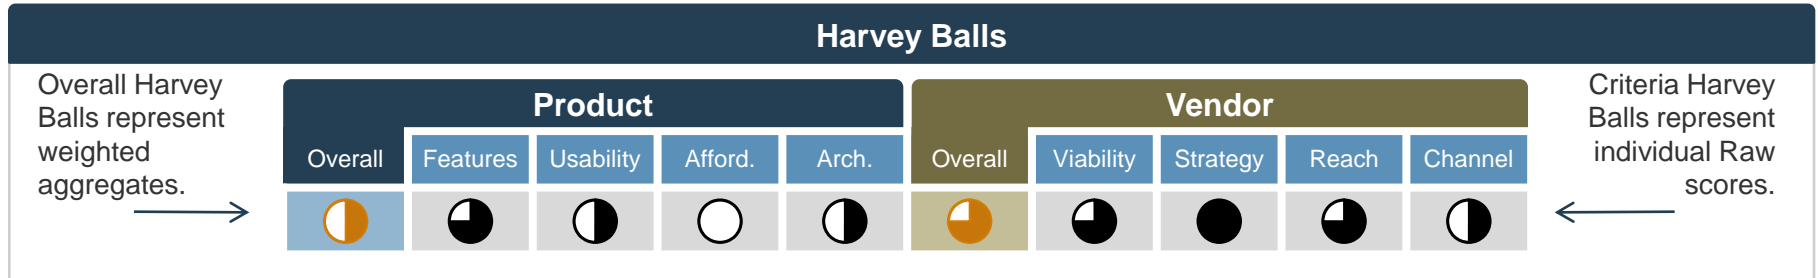 Harvey Balls
Overall Harvey
Balls represent
weighted
aggregates.
Product
Vendor
Overall Features Usability Afford. Arch. Overall Viability Strategy Reach Channel
Criteria Harvey
Balls represent
individual Raw
scores.